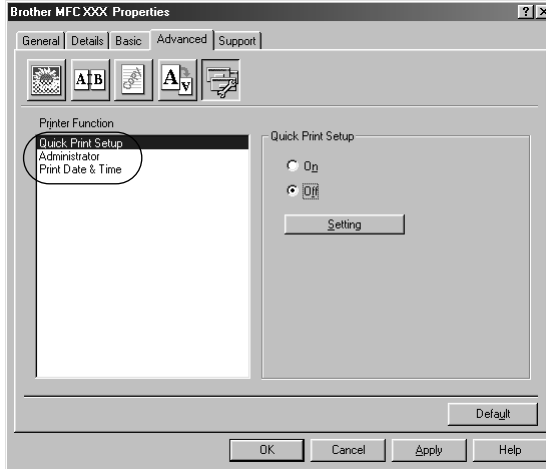 Brother MFC XXX Properties
General Details Basic Advanced Support
A B
Copy
A v
Printer Function
Quick Print Setup
Administrator
Print Date & Time
Quick Print Setup
On
Off
Setting
Default
OK Cancel Apply Help